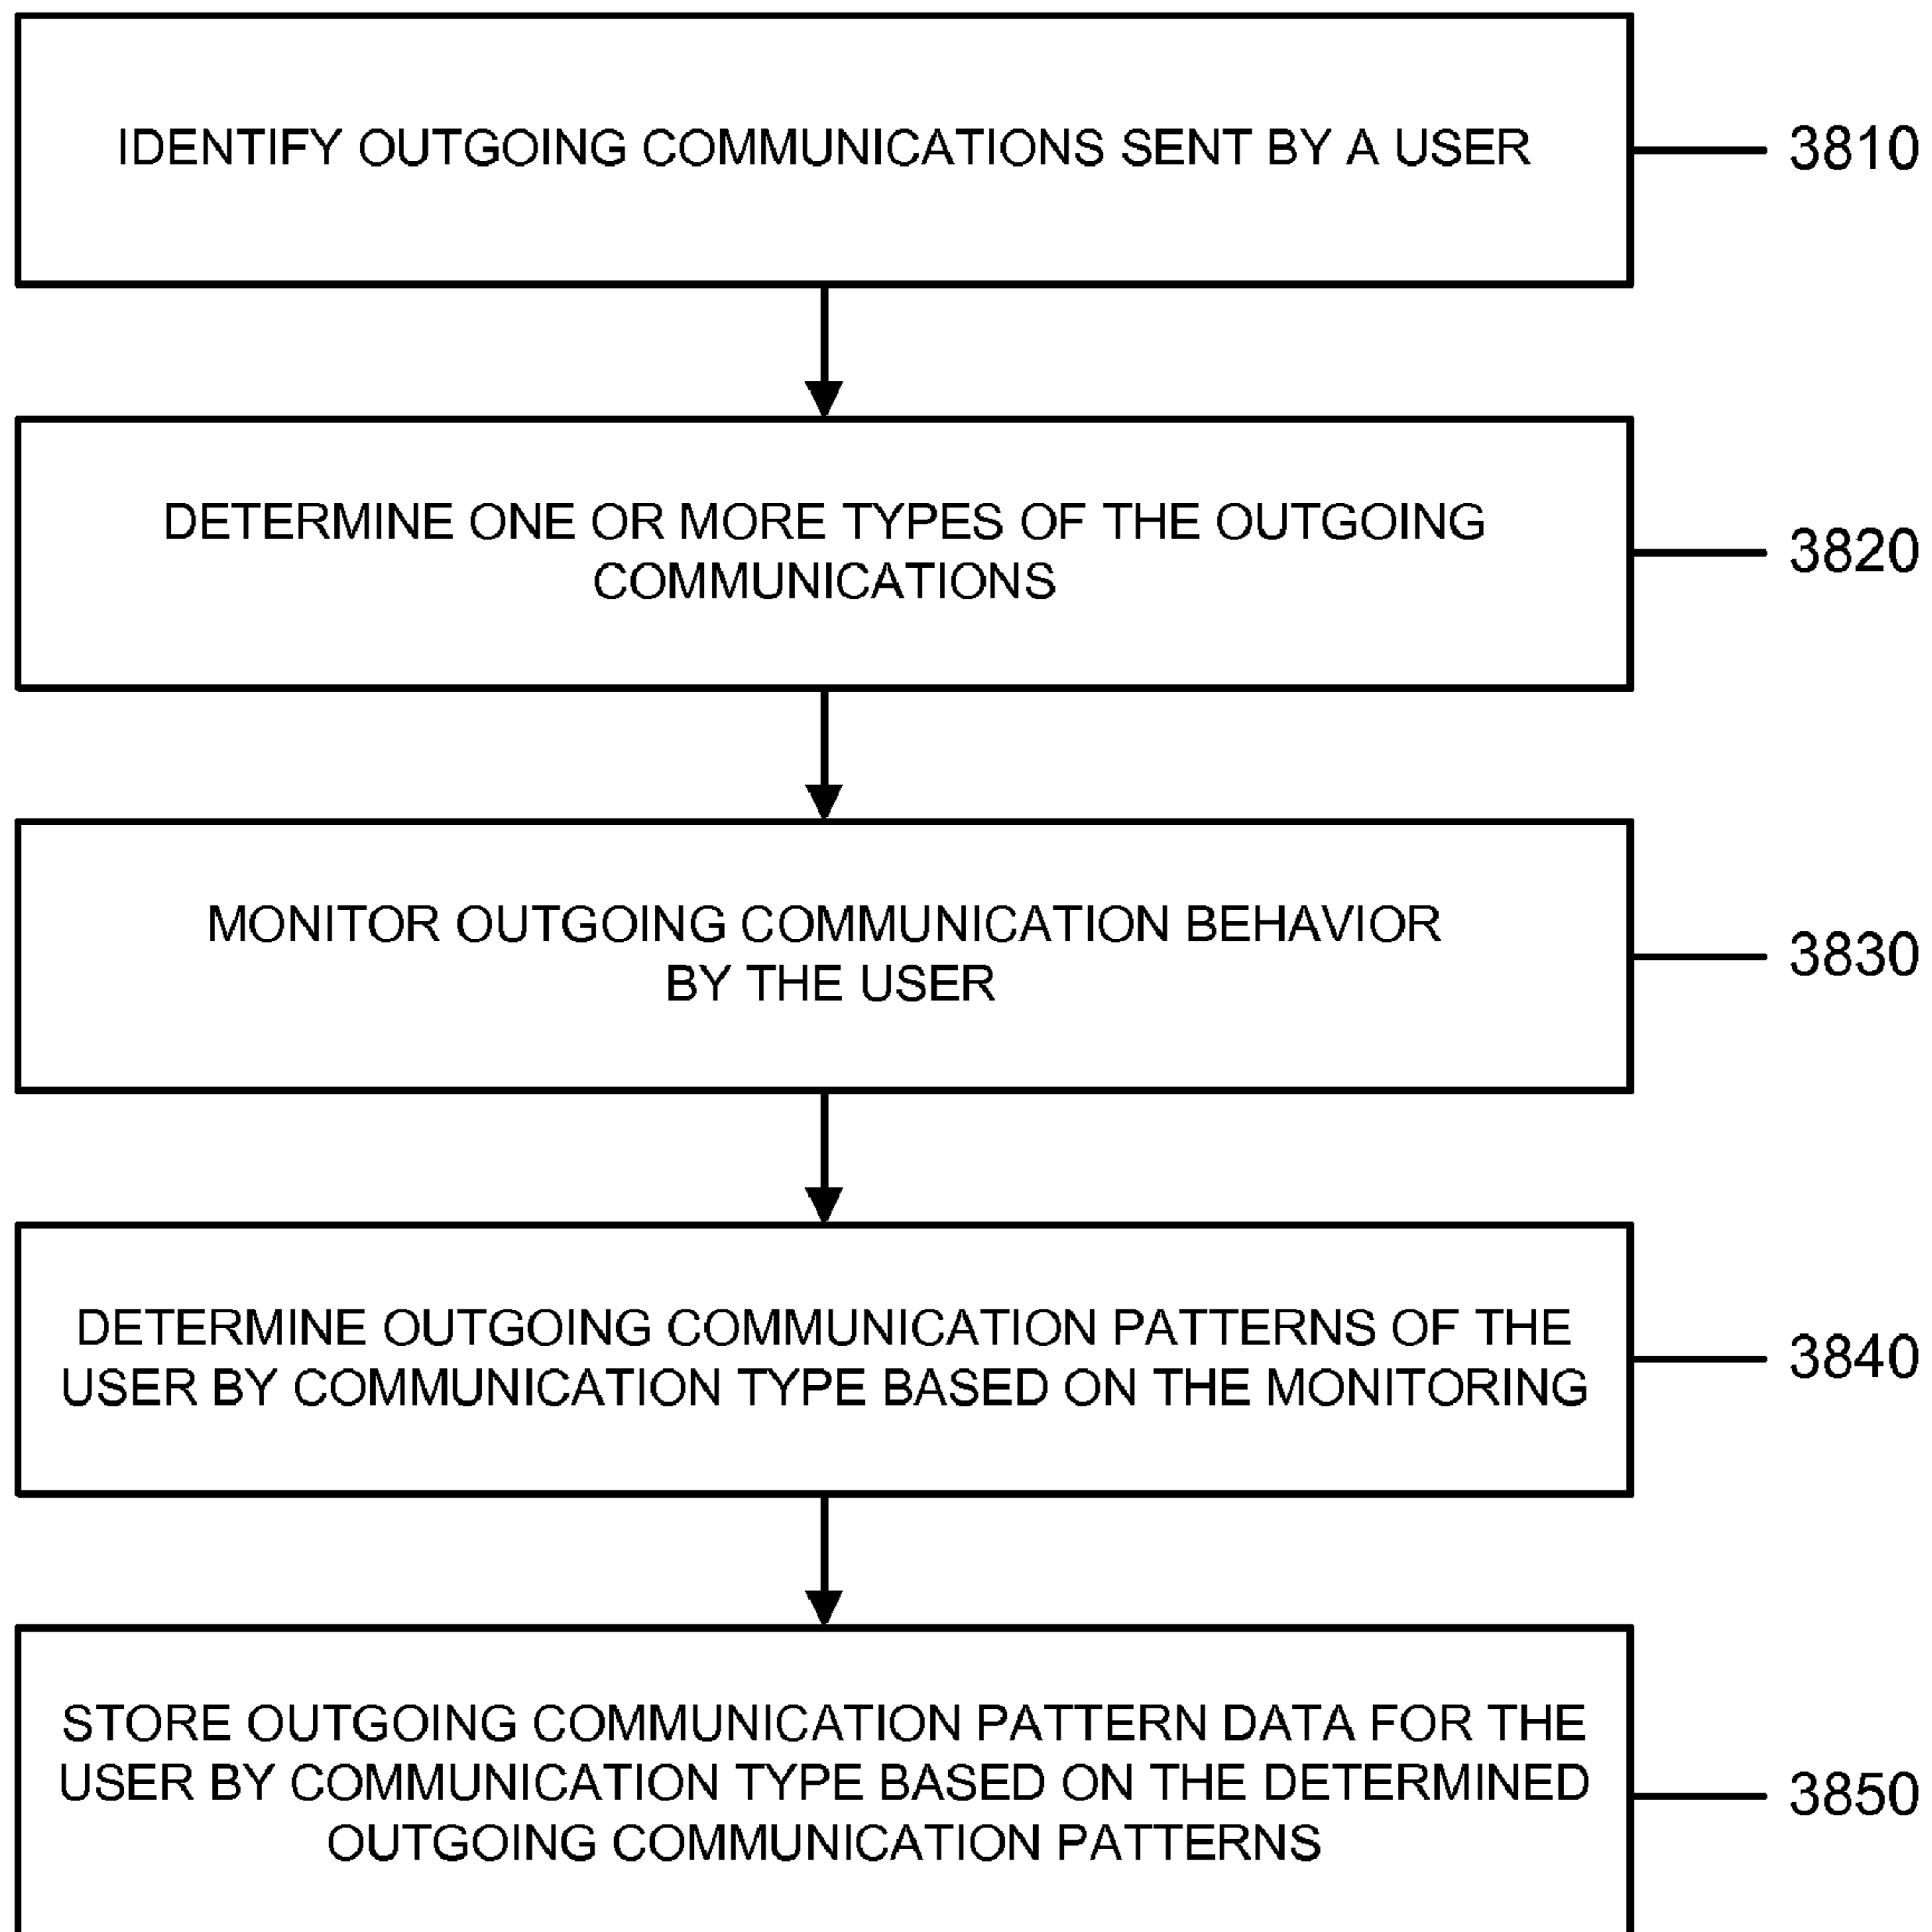 IDENTIFY OUTGOING COMMUNICATIONS SENT BY A USER
3810
DETERMINE ONE OR MORE TYPES OF THE OUTGOING
COMMUNICATIONS
3820
MONITOR OUTGOING COMMUNICATION BEHAVIOR
BY THE USER
3830
DETERMINE OUTGOING COMMUNICATION PATTERNS OF THE
USER BY COMMUNICATION TYPE BASED ON THE MONITORING
3840
STORE OUTGOING COMMUNICATION PATTERN DATA FOR THE
USER BY COMMUNICATION TYPE BASED ON THE DETERMINED
OUTGOING COMMUNICATION PATTERNS
3850